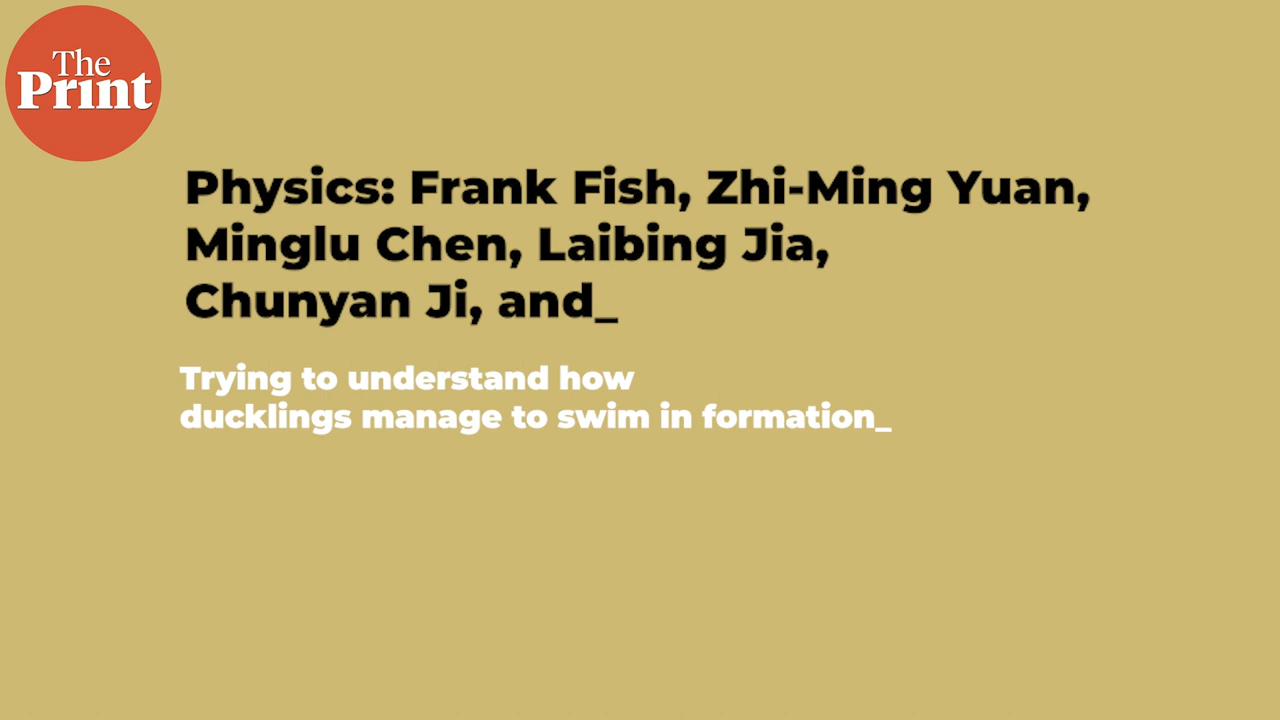 The
Print
Physics: Frank Fish, Zhi-Ming Yuan,
Minglu Chen, Laibing Jia,
Chunyan Ji, and_
Trying to understand how
ducklings manage to swim in formation_